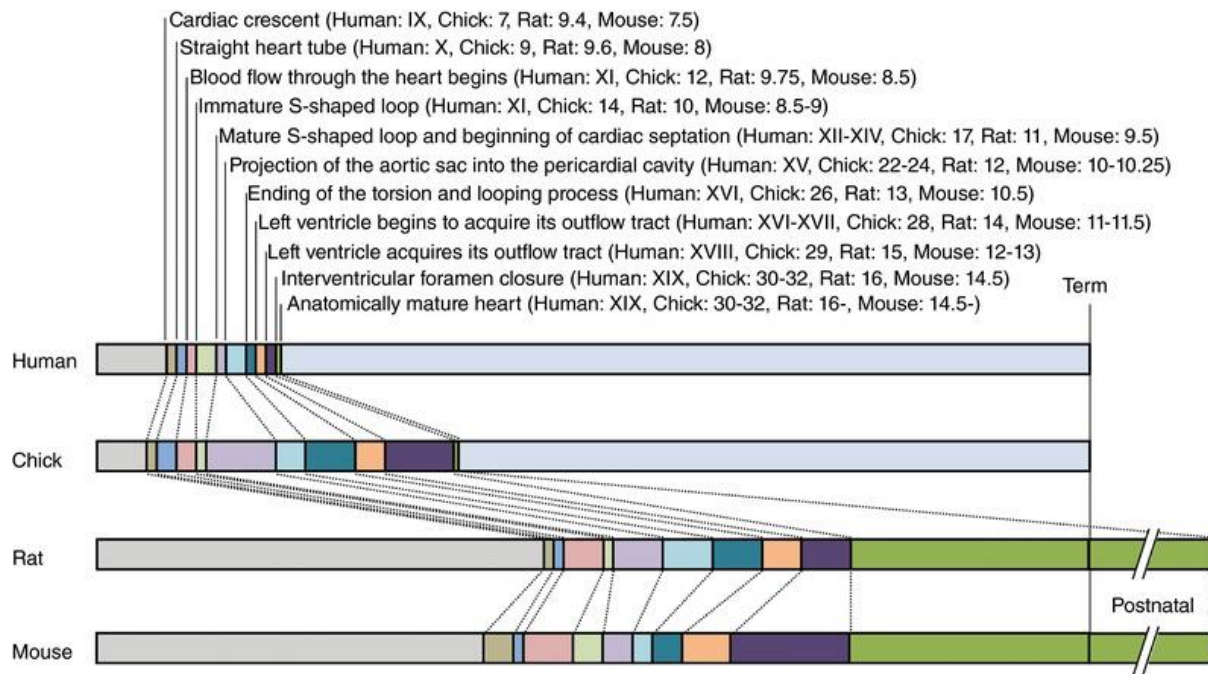 Cardiac crescent (Human: IX, Chick: 7, Rat: 9.4, Mouse: 7.5)
Straight heart tube (Human: X, Chick: 9, Rat: 9.6, Mouse: 8)
Blood flow through the heart begins (Human: XI, Chick: 12, Rat: 9.75, Mouse: 8.5)
Immature S-shaped loop (Human: XI, Chick: 14, Rat: 10, Mouse: 8.5-9)
Mature S-shaped loop and beginning of cardiac septation (Human: XII-XIV, Chick: 17, Rat: 11, Mouse: 9.5)
Projection of the aortic sac into the pericardial cavity (Human: XV, Chick: 22-24, Rat: 12, Mouse: 10-10.25)
Ending of the torsion and looping process (Human: XVI, Chick: 26, Rat: 13, Mouse: 10.5)
Left ventricle begins to acquire its outflow tract (Human: XVI-XVII, Chick: 28, Rat: 14, Mouse: 11-11.5)
Left ventricle acquires its outflow tract (Human: XVIII, Chick: 29, Rat: 15, Mouse: 12-13)
Interventricular foramen closure (Human: XIX, Chick: 30-32, Rat: 16, Mouse: 14.5)
Anatomically mature heart (Human: XIX, Chick: 30-32, Rat: 16-, Mouse: 14.5-)
Term
Human
Chick
Rat
Postnatal
Mouse